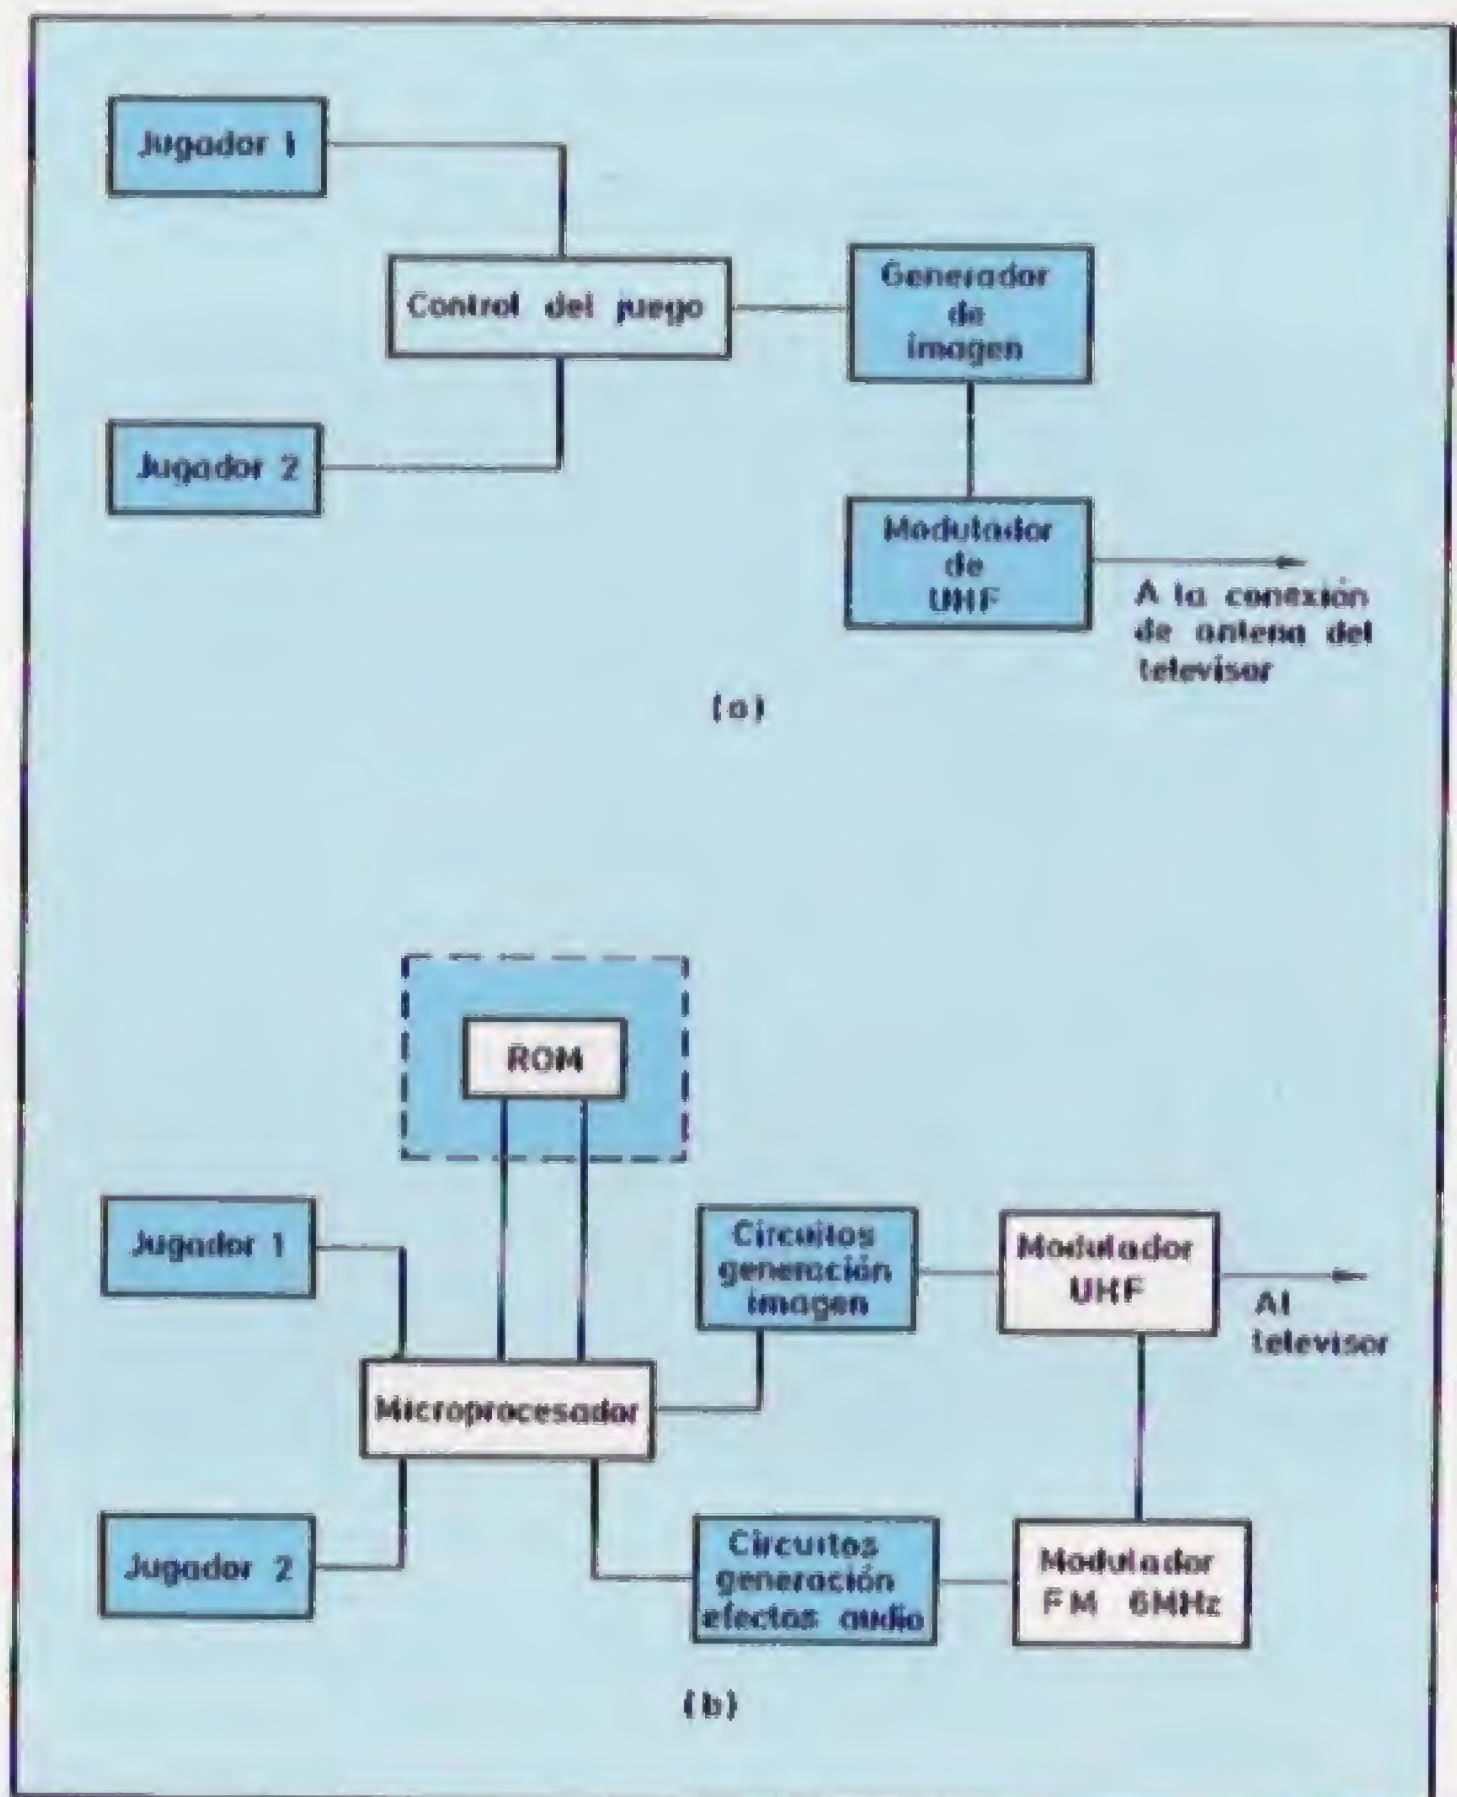 Jugador 1
Control del juego
Generador
de
imagen
Jugador 2
Modulador
de
UHF
A la conexión
de antena del
televisor
(a)
ROM
Jugador 1
Circuitos
generación
imagen
Modulador
UHF
Al
televisor
Microprocesador
Jugador 2
Circuitos
generación
efectos audio
Modulador
FM 6MHz
(b)